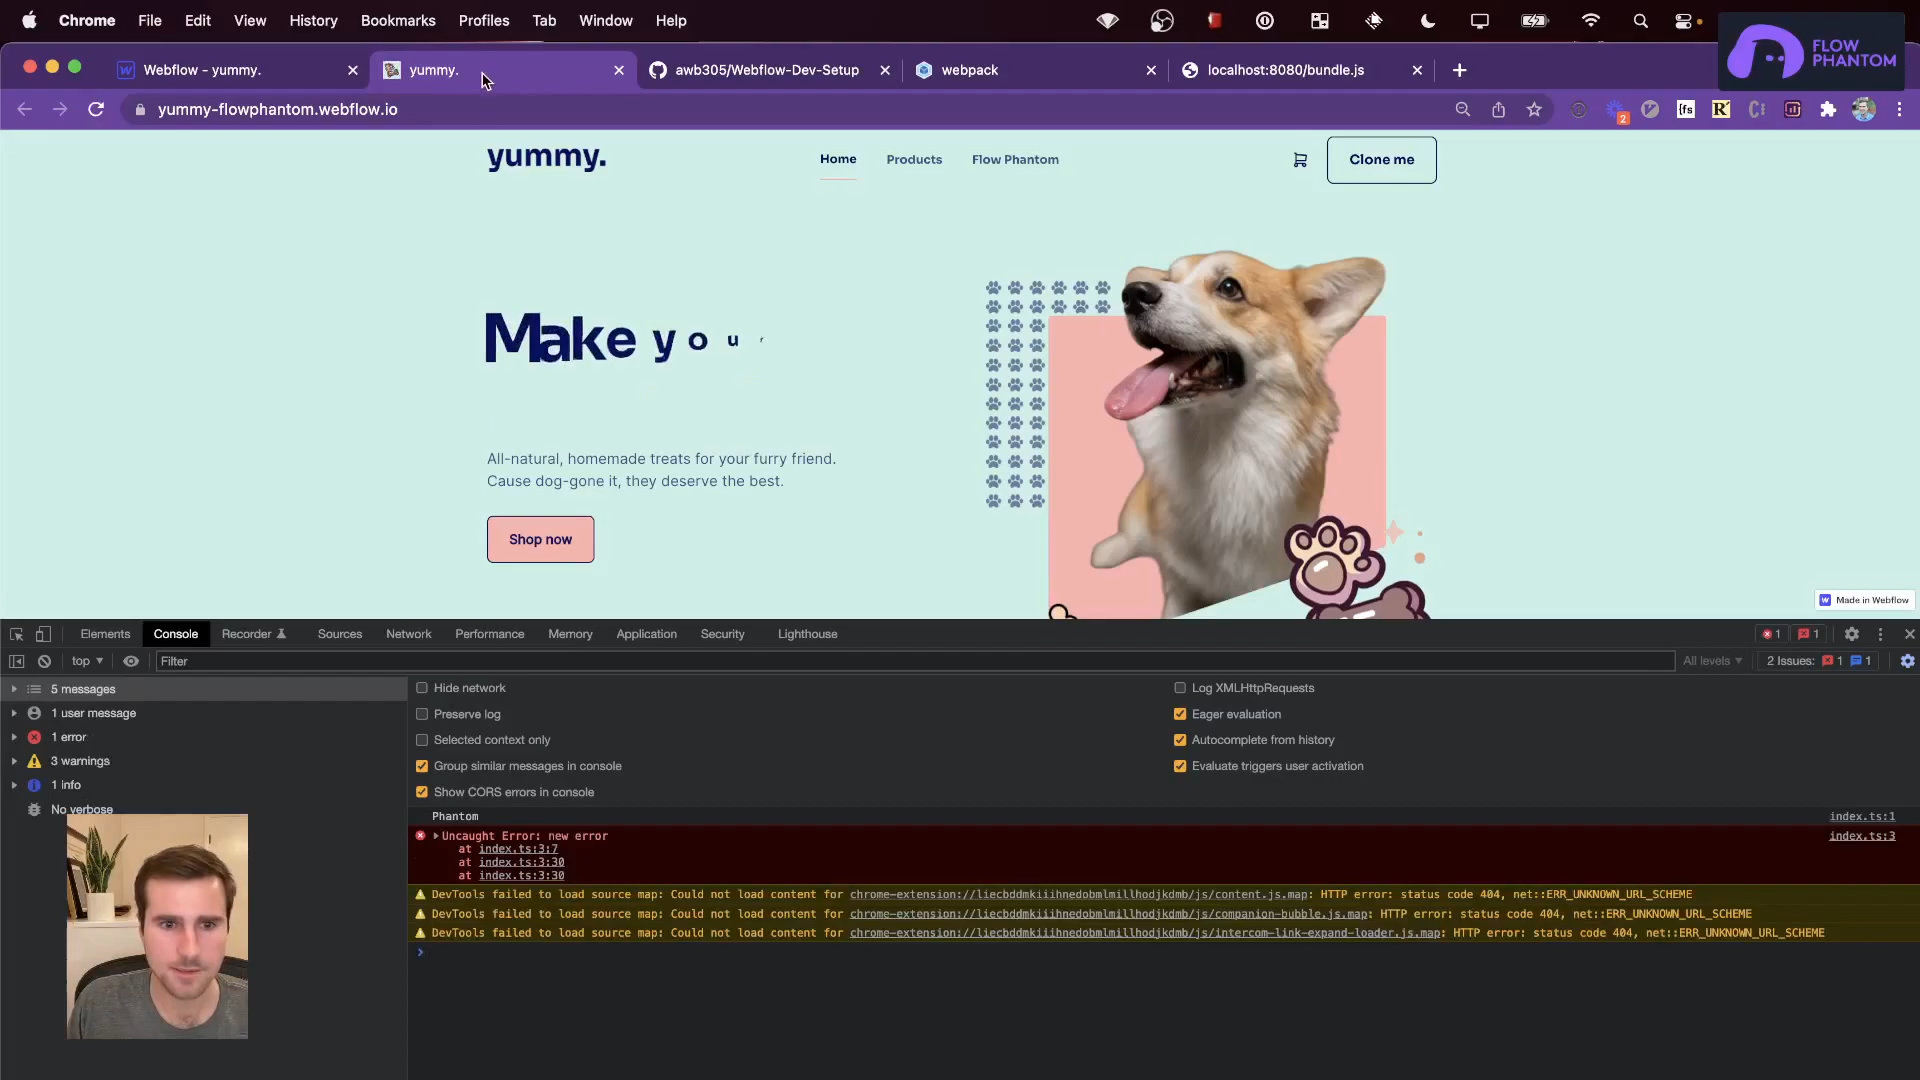 Chrome File Edit View History Bookmarks Profiles Tab Window Help
FLOW
PHANTOM
Webflow - yummy.
yummy.
awb305/Webflow-Dev-Setup
webpack
localhost:8080/bundle.js
yummy-flowphantom.webflow.io
2
yummy.
Home
Products
Flow Phantom
Clone me
Make your
All-natural, homemade treats for your furry friend.
Cause dog-gone it, they deserve the best.
Shop now
Made in Webflow
Elements Console Recorder Sources Network Performance Memory Application Security Lighthouse
1 1
top
Filter
All levels
2 Issues: 1 1
5 messages
1 user message
1 error
3 warnings
1 info
No verbose
Hide network
Preserve log
Selected context only
Group similar messages in console
Show CORS errors in console
Log XMLHttpRequests
Eager evaluation
Autocomplete from history
Evaluate triggers user activation
Phantom index.ts:1
Uncaught Error: new error index.ts:3
at index.ts:3:7
at index.ts:3:30
at index.ts:3:30
DevTools failed to load source map: Could not load content for chrome-extension://liecbddmkiiihnedobmlmillhodjkdmb/js/content.js.map: HTTP error: status code 404, net::ERR_UNKNOWN_URL_SCHEME
DevTools failed to load source map: Could not load content for chrome-extension://liecbddmkiiihnedobmlmillhodjkdmb/js/companion-bubble.js.map: HTTP error: status code 404, net::ERR_UNKNOWN_URL_SCHEME
DevTools failed to load source map: Could not load content for chrome-extension://liecbddmkiiihnedobmlmillhodjkdmb/js/intercom-link-expand-loader.js.map: HTTP error: status code 404, net::ERR_UNKNOWN_URL_SCHEME